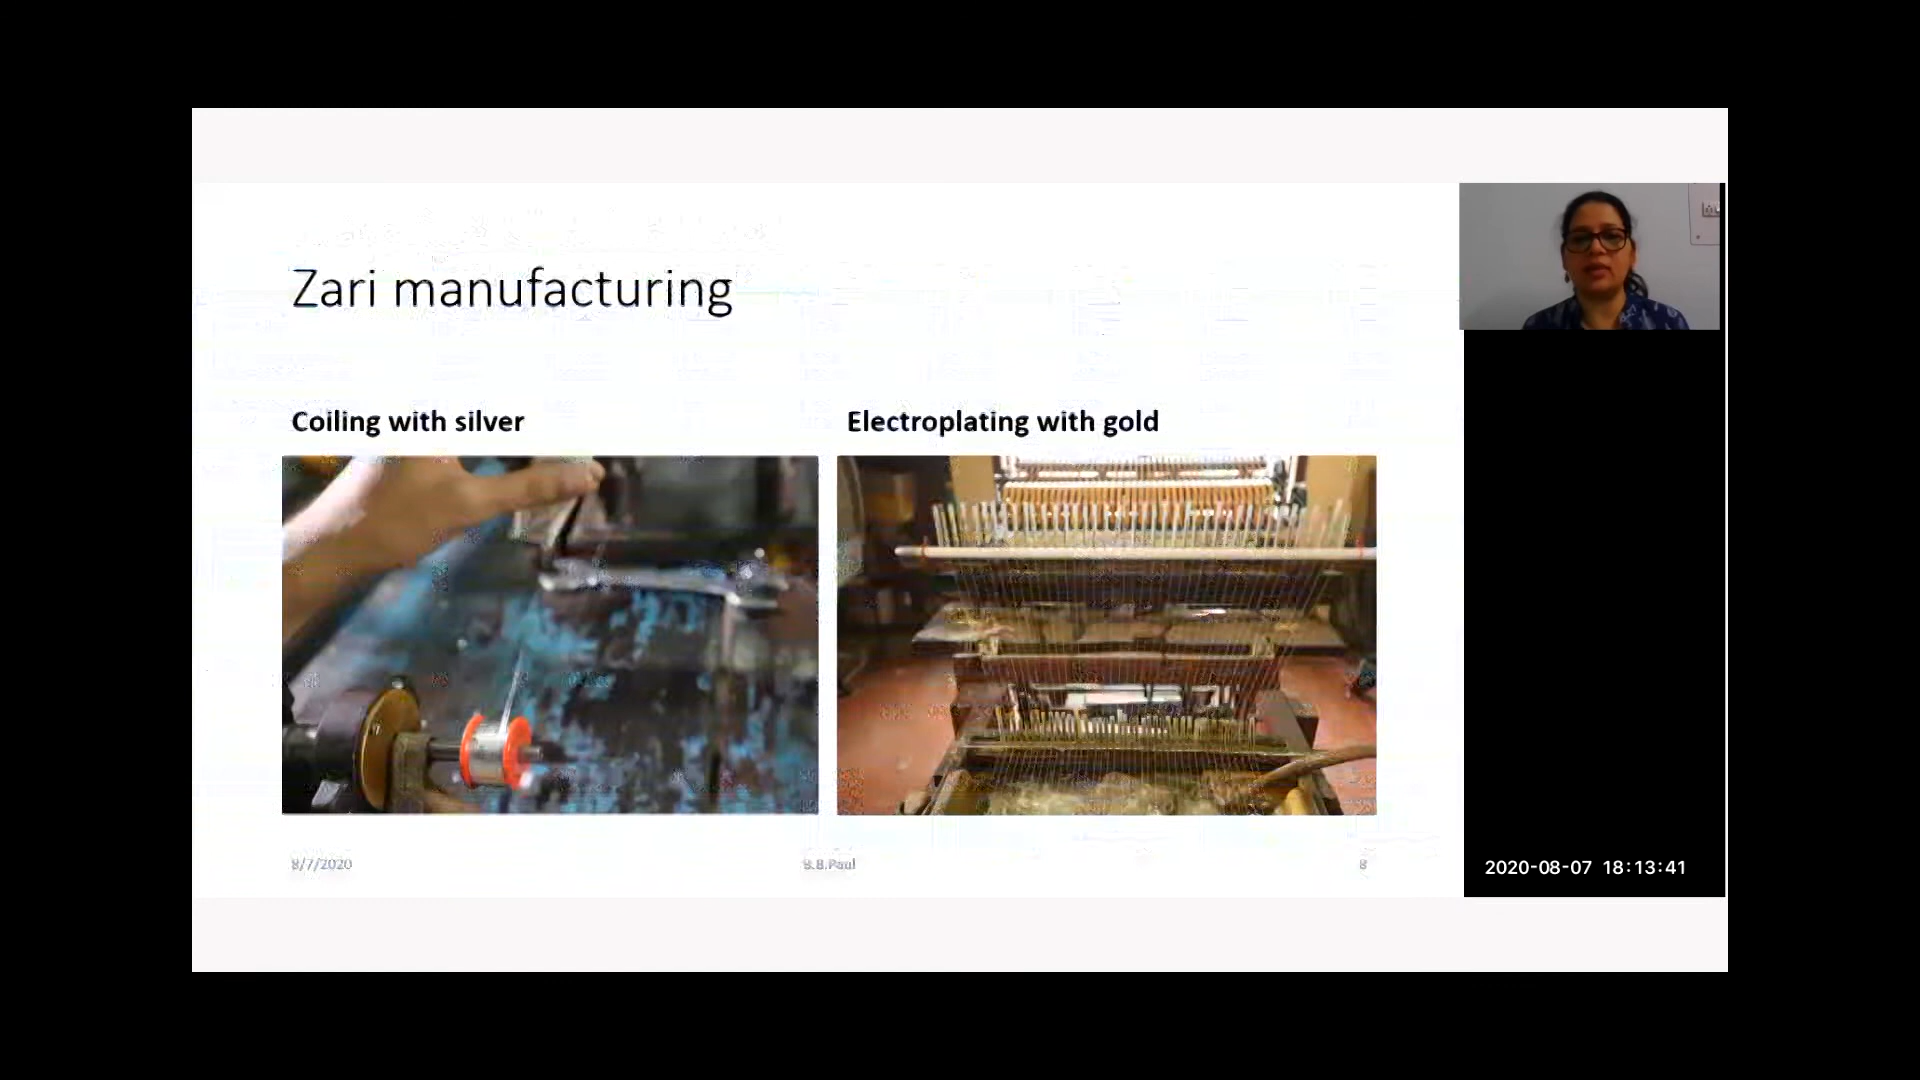 Zari manufacturing
Coiling with silver
Electroplating with gold
8/7/2020
B.B.Paul
8
2020-08-07 18:13:41